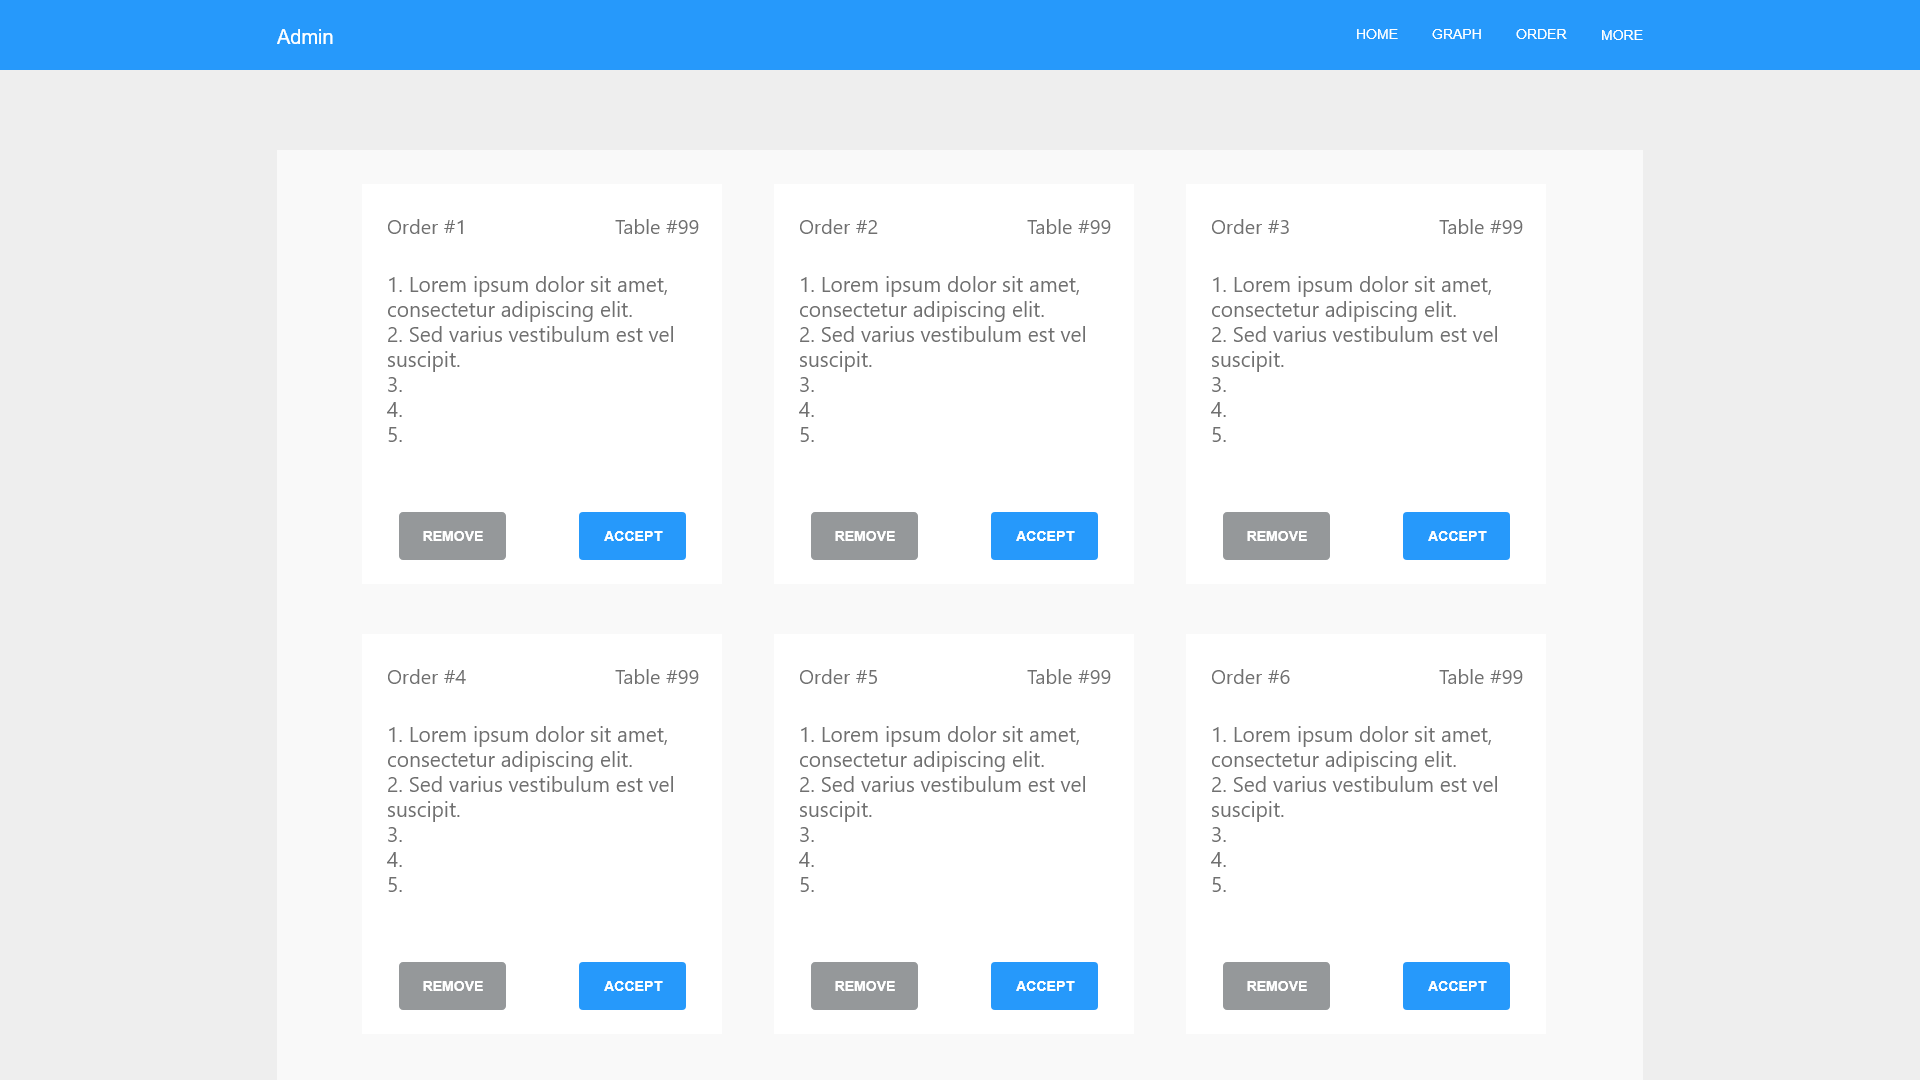 Admin
HOME
GRAPH
ORDER
MORE
Order #1
Table #99
1. Lorem ipsum dolor sit amet,
consectetur adipiscing elit.
2. Sed varius vestibulum est vel
suscipit.
3.
4.
5.
REMOVE
ACCEPT
Order #2
Table #99
1. Lorem ipsum dolor sit amet,
consectetur adipiscing elit.
2. Sed varius vestibulum est vel
suscipit.
3.
4.
5.
REMOVE
ACCEPT
Order #3
Table #99
1. Lorem ipsum dolor sit amet,
consectetur adipiscing elit.
2. Sed varius vestibulum est vel
suscipit.
3.
4.
5.
REMOVE
ACCEPT
Order #4
Table #99
1. Lorem ipsum dolor sit amet,
consectetur adipiscing elit.
2. Sed varius vestibulum est vel
suscipit.
3.
4.
5.
REMOVE
ACCEPT
Order #5
Table #99
1. Lorem ipsum dolor sit amet,
consectetur adipiscing elit.
2. Sed varius vestibulum est vel
suscipit.
3.
4.
5.
REMOVE
ACCEPT
Order #6
Table #99
1. Lorem ipsum dolor sit amet,
consectetur adipiscing elit.
2. Sed varius vestibulum est vel
suscipit.
3.
4.
5.
REMOVE
ACCEPT